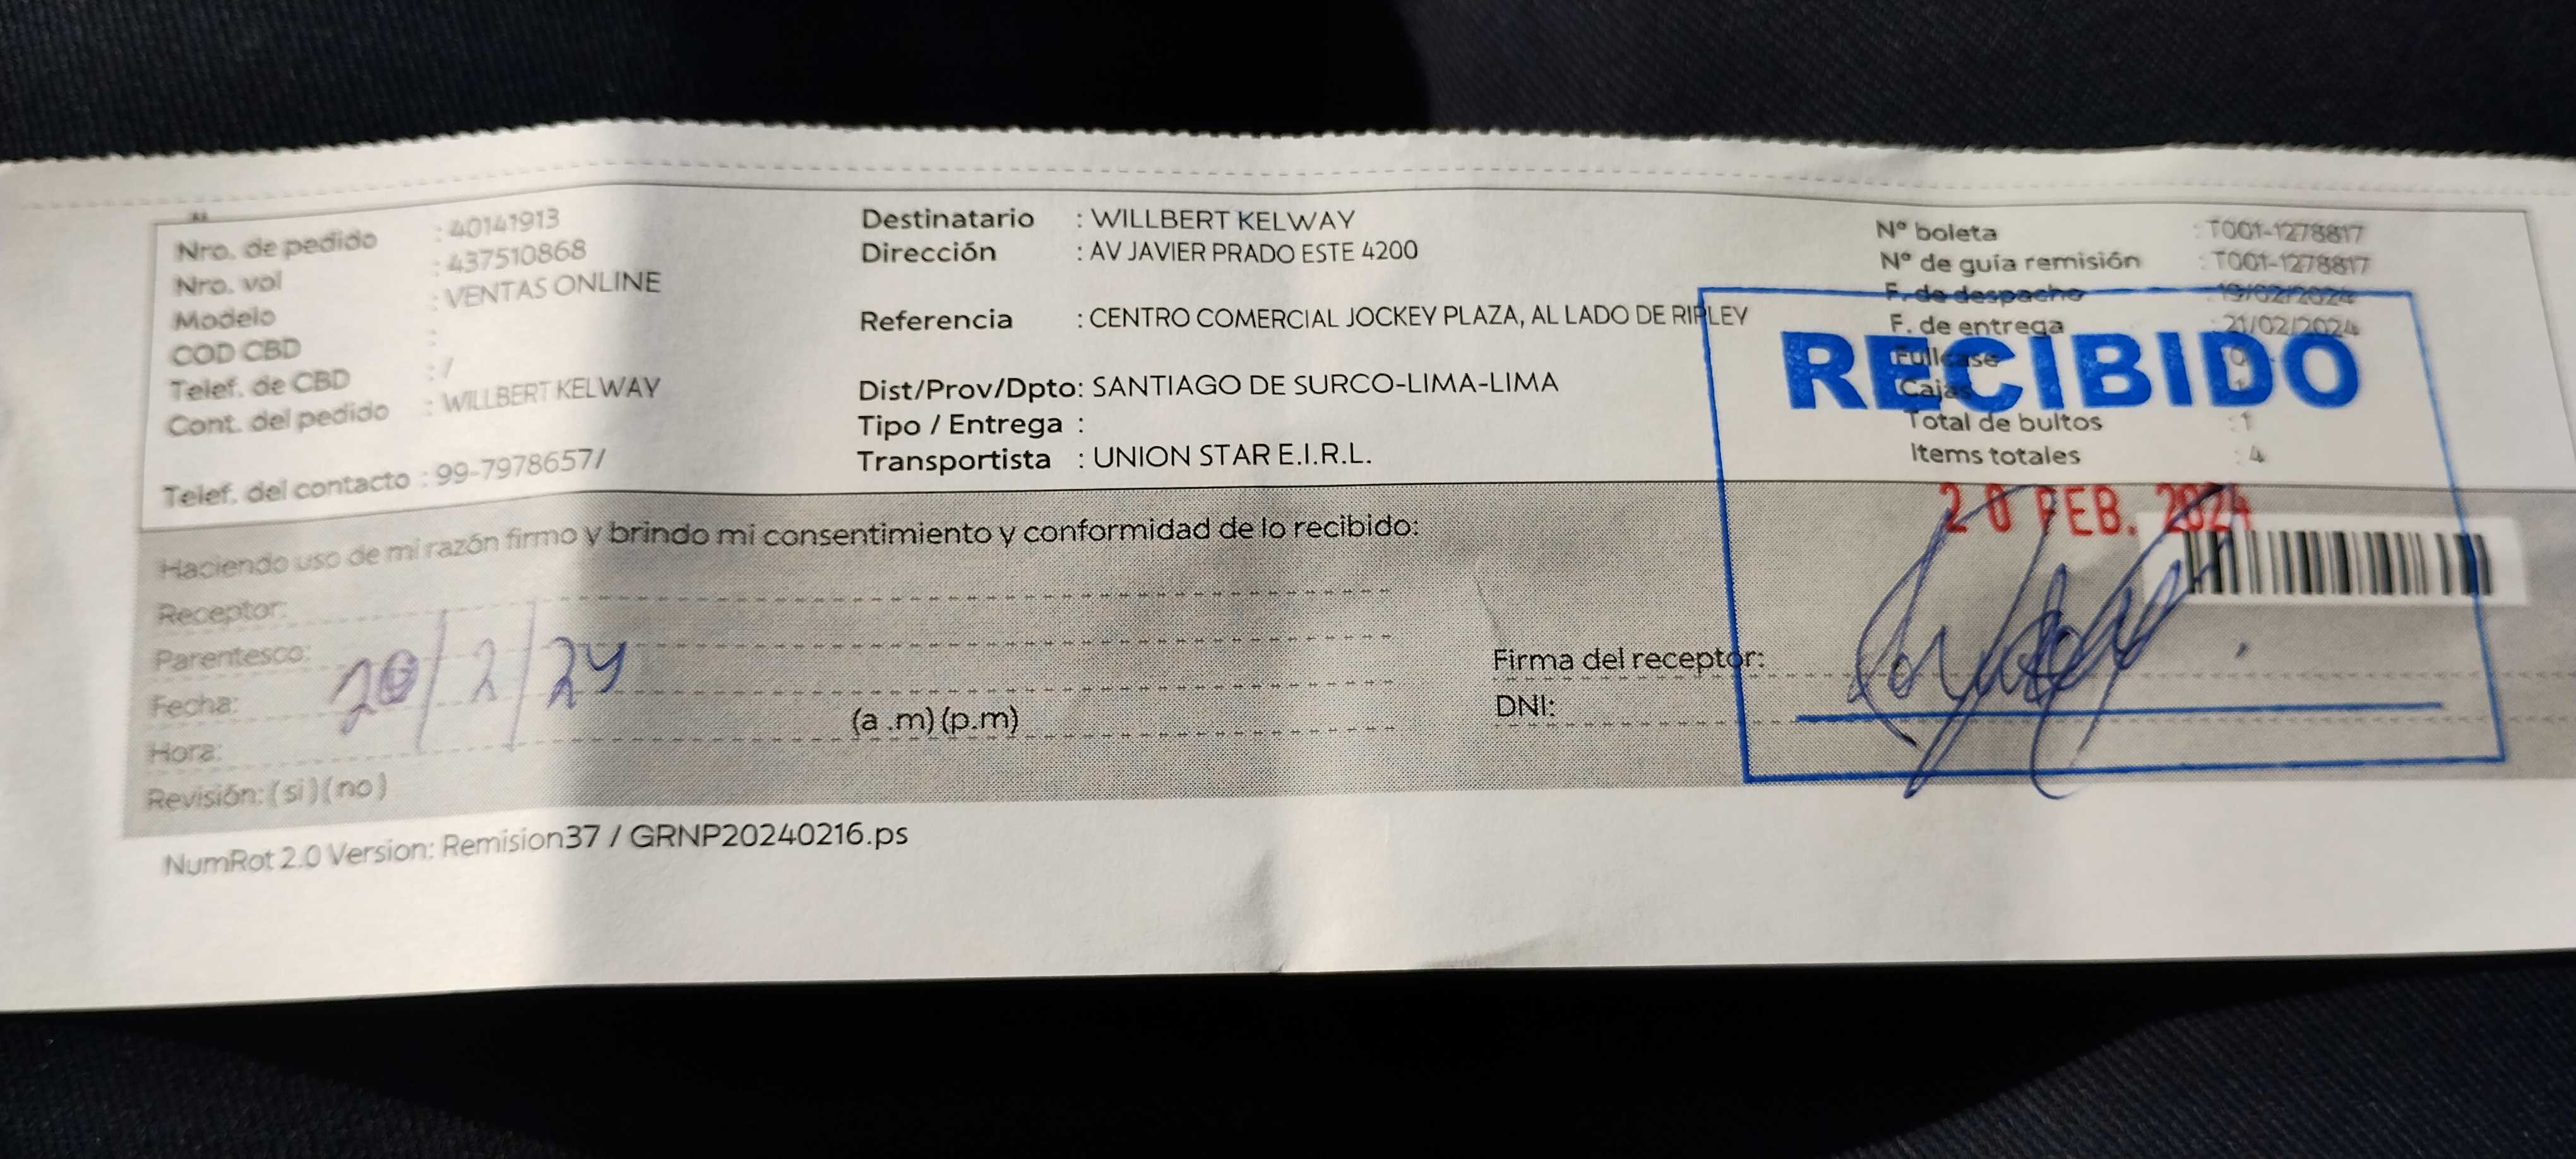 Nro. de pedido : 40141913
Nro. vol : 437510868
Modelo : VENTAS ONLINE
COD CBD :
Telef. de CBD : /
Cont. del pedido : WILLBERT KELWAY
Telef. del contacto : 99-7978657/
Destinatario : WILLBERT KELWAY
Dirección : AV JAVIER PRADO ESTE 4200
Referencia : CENTRO COMERCIAL JOCKEY PLAZA, AL LADO DE RIPLEY
Dist/Prov/Dpto: SANTIAGO DE SURCO-LIMA-LIMA
Tipo / Entrega :
Transportista : UNION STAR E.I.R.L.
Nº boleta : T001-1278817
Nº de guía remisión : T001-1278817
F. de despacho : 19/02/2024
F. de entrega : 21/02/2024
Fullcase : 0
Cajas : 1
Total de bultos : 1
Items totales : 4
RECIBIDO
20 FEB. 2024
Haciendo uso de mi razón firmo y brindo mi consentimiento y conformidad de lo recibido:
Receptor:
Parentesco:
Fecha: 20/2/24
Hora: (a .m) (p.m)
Revisión: (si) (no)
Firma del receptor:
DNI:
NumRot 2.0 Version: Remision37 / GRNP20240216.ps